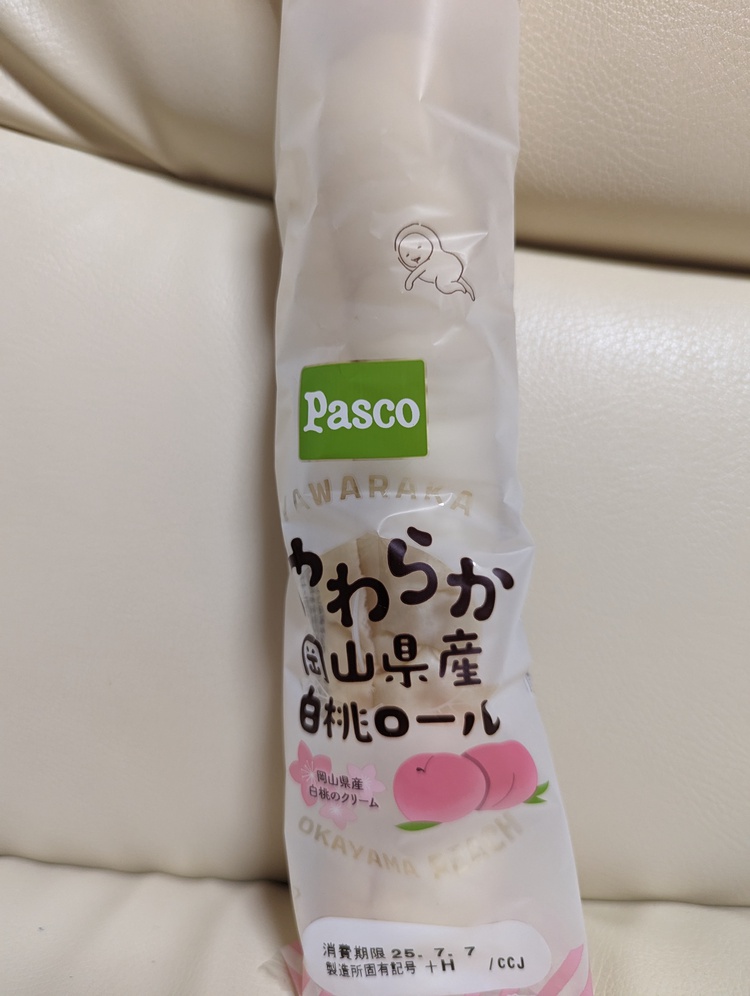 Pasco
YAWARAKA
やわらか
岡山県産
白桃ロール
岡山県産
白桃のクリーム
OKAYAMA PEACH
消費期限 25. 7. 7
製造所固有記号 +H /CCJ